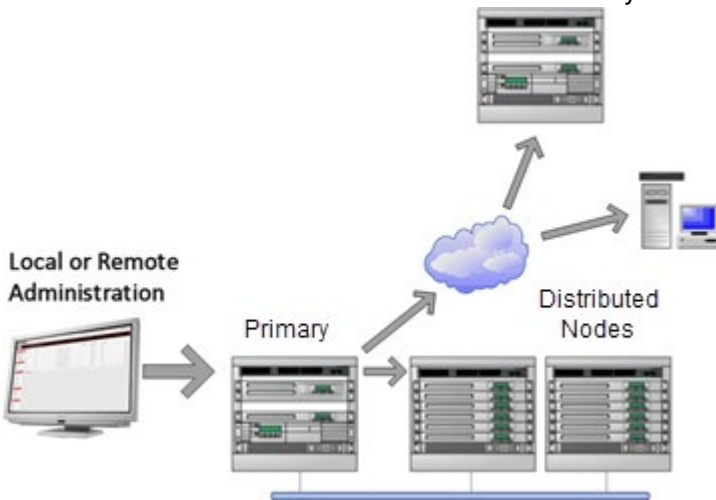 Local or Remote
Administration
Primary
Distributed
Nodes